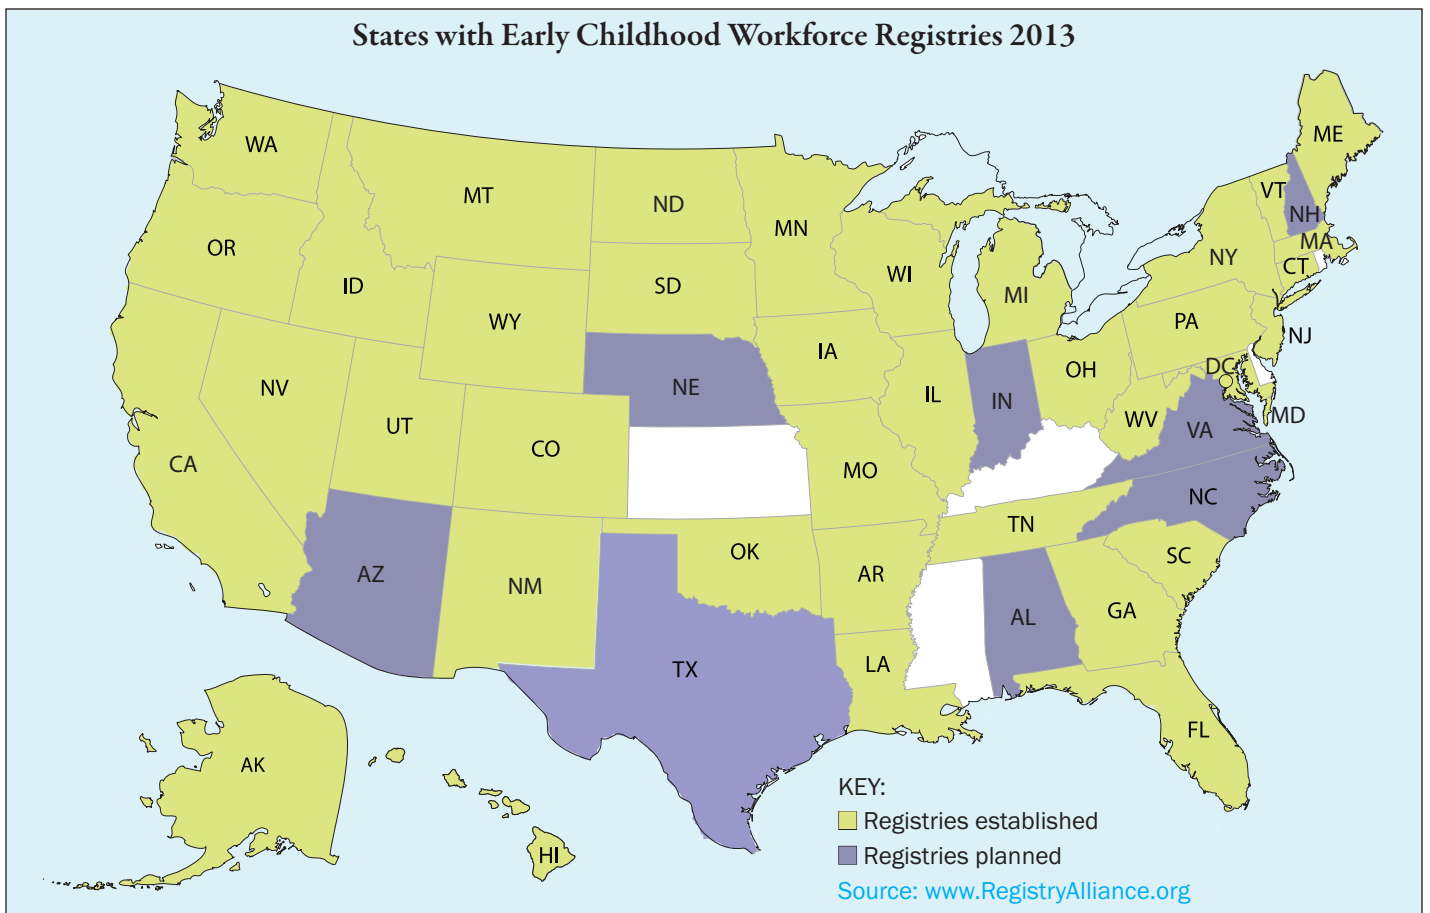 States with Early Childhood Workforce Registries 2013
WA
MT
ND
MN
ME
VT
NH
MA
OR
ID
SD
WI
MI
NY
CT
WY
IA
PA
NJ
NV
UT
CO
NE
IL
IN
OH
DC
WV
VA
MD
CA
MO
NC
AZ
NM
OK
AR
TN
SC
TX
LA
AL
GA
FL
AK
HI
KEY:
Registries established
Registries planned
Source: www.RegistryAlliance.org